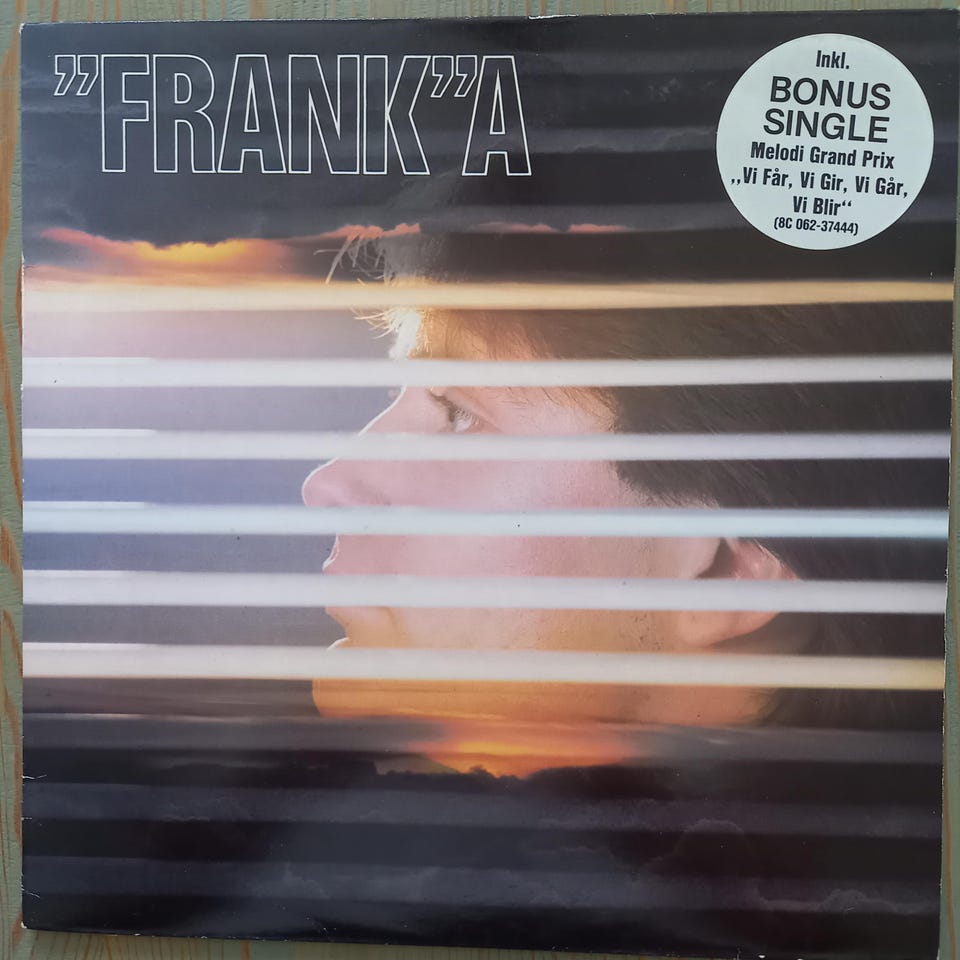 ”FRANK”A
Inkl.
BONUS
SINGLE
Melodi Grand Prix
„Vi Får, Vi Gir, Vi Går,
Vi Blir“
(8C 062-37444)